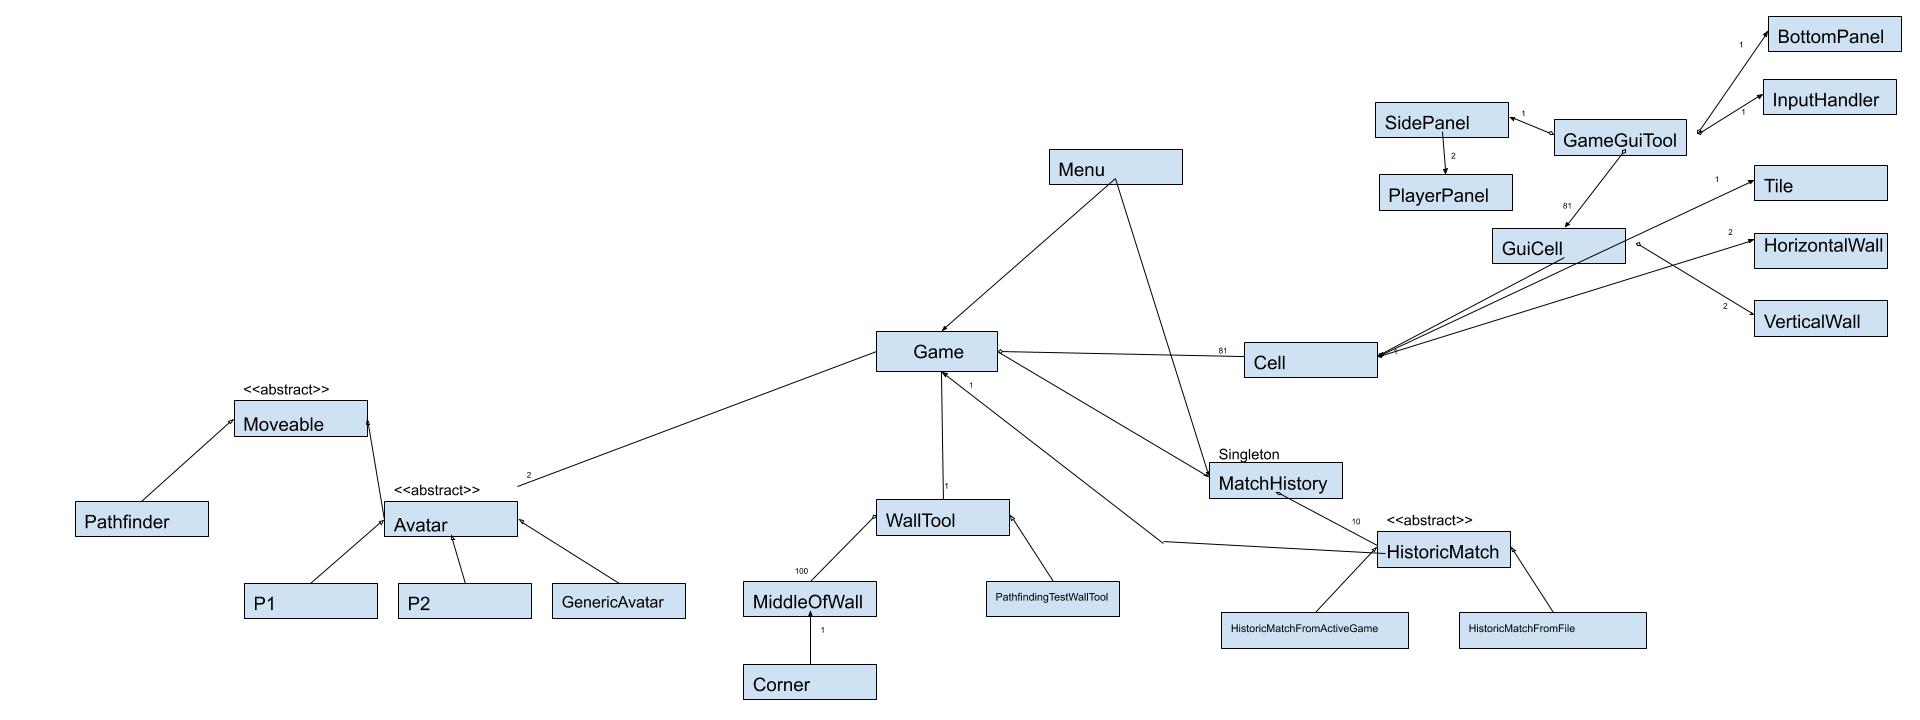 BottomPanel
1
InputHandler
1
SidePanel
1
GameGuiTool
2
PlayerPanel
Menu
1
Tile
81
2
HorizontalWall
GuiCell
2
VerticalWall
Game
81
Cell
1
1
<<abstract>>
Moveable
2
Singleton
MatchHistory
<<abstract>>
Pathfinder
Avatar
1
WallTool
10
<<abstract>>
HistoricMatch
100
P1
P2
GenericAvatar
MiddleOfWall
PathfindingTestWallTool
1
HistoricMatchFromActiveGame
HistoricMatchFromFile
Corner